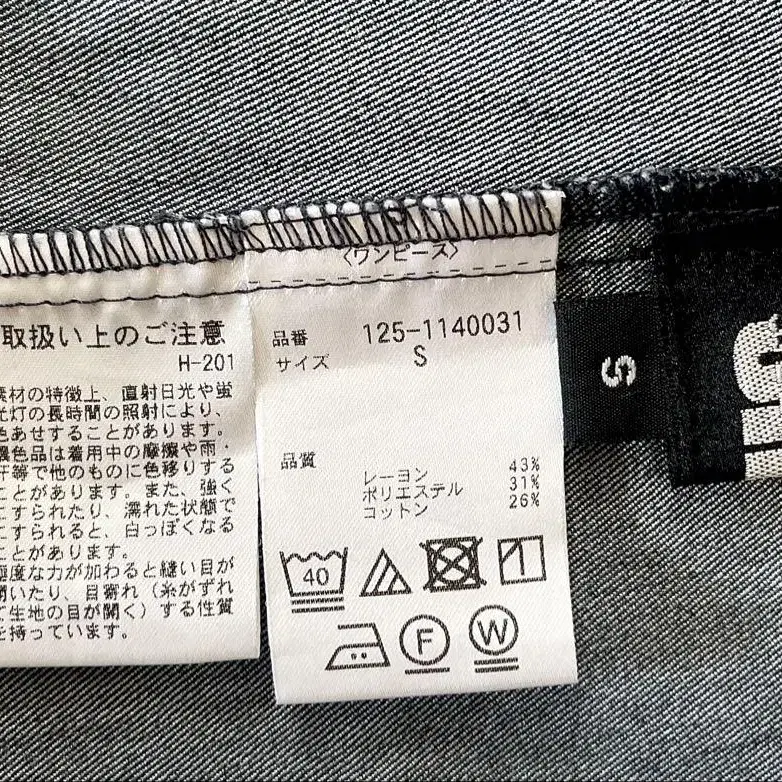 取扱い上のご注意
H-201
素材の特徴上、直射日光や蛍
光灯の長時間の照射により、
色あせすることがあります。
濃色品は着用中の摩擦や雨・
汗等で他のものに色移りする
ことがあります。また、強く
こすられたり、濡れた状態で
こすられると、白っぽくなる
ことがあります。
極度な力が加わると縫い目が
開いたり、目寄れ（糸がずれ
て生地の目が開く）する性質
を持っています。
〈ワンピース〉
品番 125-1140031
サイズ S
品質
レーヨン 43%
ポリエステル 31%
コットン 26%
40
F
W
S